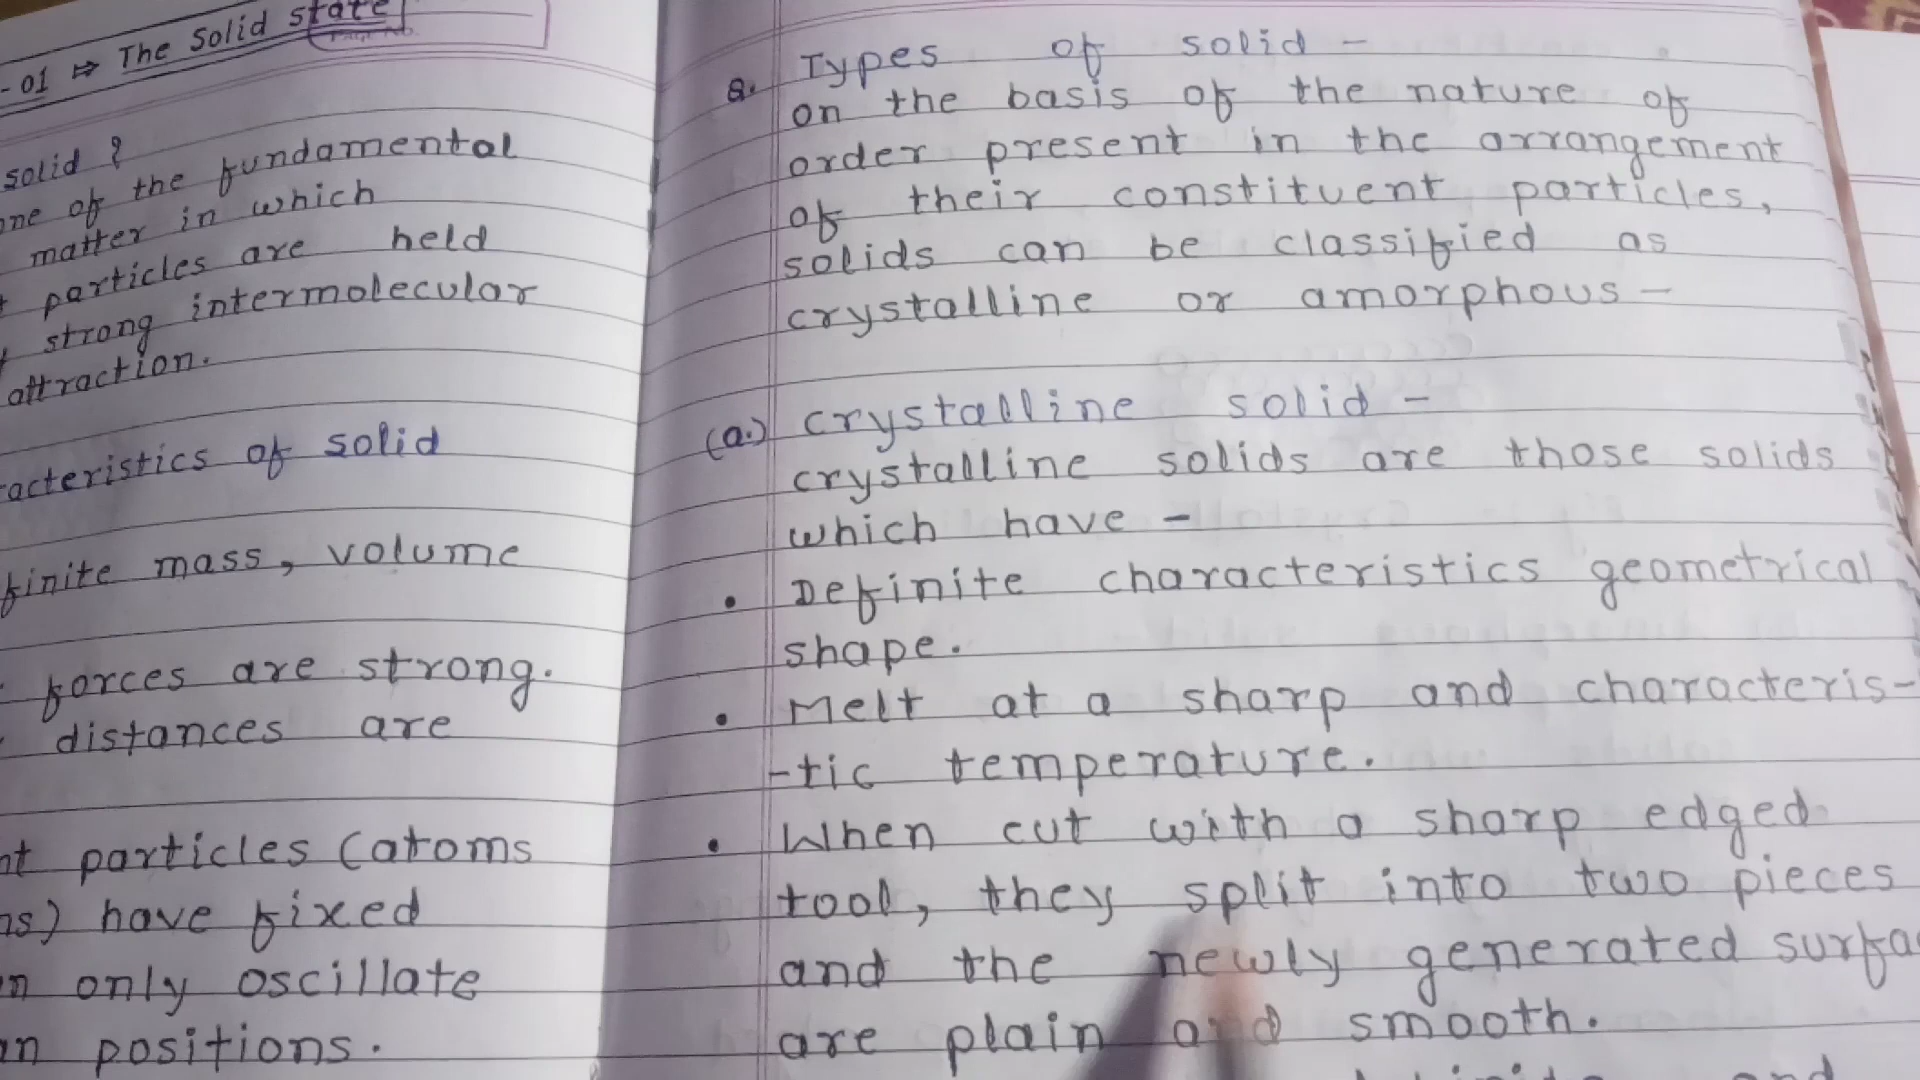 - 01 ⇒ The Solid state
solid ?
one of the fundamental
matter in which
particles are held
strong intermolecular
attraction.
acteristics of solid
finite mass, volume
forces are strong.
distances are
nt particles (atoms
ns) have fixed
n only oscillate
an positions.
Q. Types of solid -
on the basis of the nature of
order present in the arrangement
of their constituent particles,
solids can be classified as
crystalline or amorphous -
(a.) crystalline solid -
crystalline solids are those solids
which have -
• Definite characteristics geometrical
shape.
• Melt at a sharp and characteris-
-tic temperature.
• When cut with a sharp edged
tool, they split into two pieces
and the newly generated surfa
are plain and smooth.
and